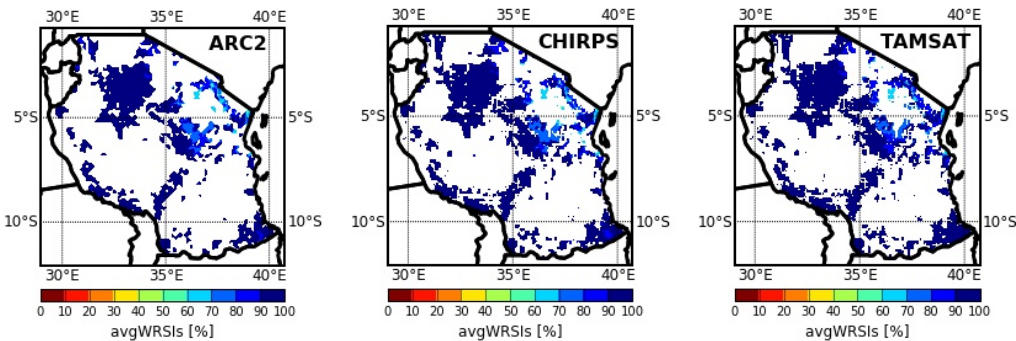 30°E 35°E 40°E 30°E 35°E 40°E 30°E 35°E 40°E
ARC2 CHIRPS TAMSAT
5°S 5°S 5°S 5°S 5°S 5°S
10°S 10°S 10°S 10°S 10°S 10°S
30°E 35°E 40°E 30°E 35°E 40°E 30°E 35°E 40°E
0 10 20 30 40 50 60 70 80 90 100 0 10 20 30 40 50 60 70 80 90 100 0 10 20 30 40 50 60 70 80 90 100
avgWRSIs [%] avgWRSIs [%] avgWRSIs [%]